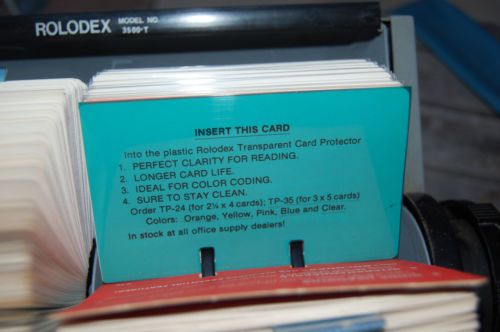 ROLODEX MODEL NO.
3500-T
INSERT THIS CARD
Into the plastic Rolodex Transparent Card Protector
1. PERFECT CLARITY FOR READING.
2. LONGER CARD LIFE.
3. IDEAL FOR COLOR CODING.
4. SURE TO STAY CLEAN.
Order TP-24 (for 2¼ x 4 cards); TP-35 (for 3 x 5 cards)
Colors: Orange, Yellow, Pink, Blue and Clear.
In stock at all office supply dealers!